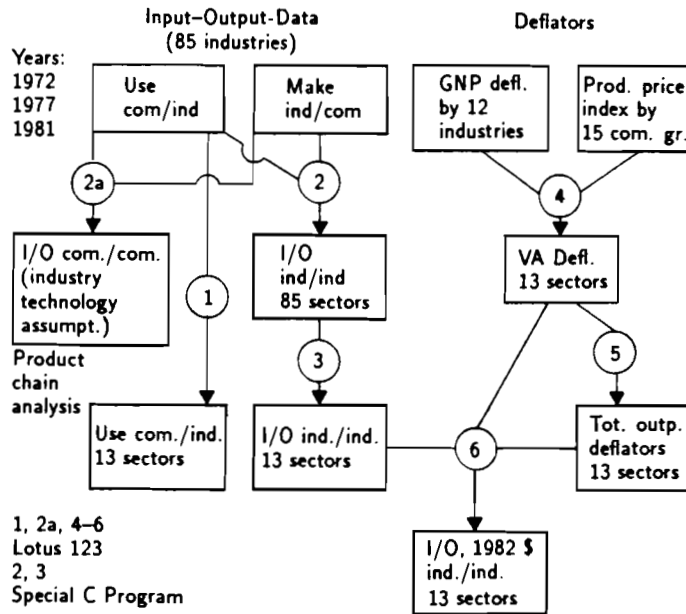 Input–Output-Data
(85 industries)
Deflators
Years:
1972
1977
1981
Use
com/ind
Make
ind/com
GNP defl.
by 12
industries
Prod. price
index by
15 com. gr.
2a
2
4
I/O com./com.
(industry
technology
assumpt.)
1
I/O
ind/ind
85 sectors
VA Defl.
13 sectors
3
5
Product
chain
analysis
Use com./ind.
13 sectors
I/O ind./ind.
13 sectors
6
Tot. outp.
deflators
13 sectors
1, 2a, 4–6
Lotus 123
2, 3
Special C Program
I/O, 1982 $
ind./ind.
13 sectors